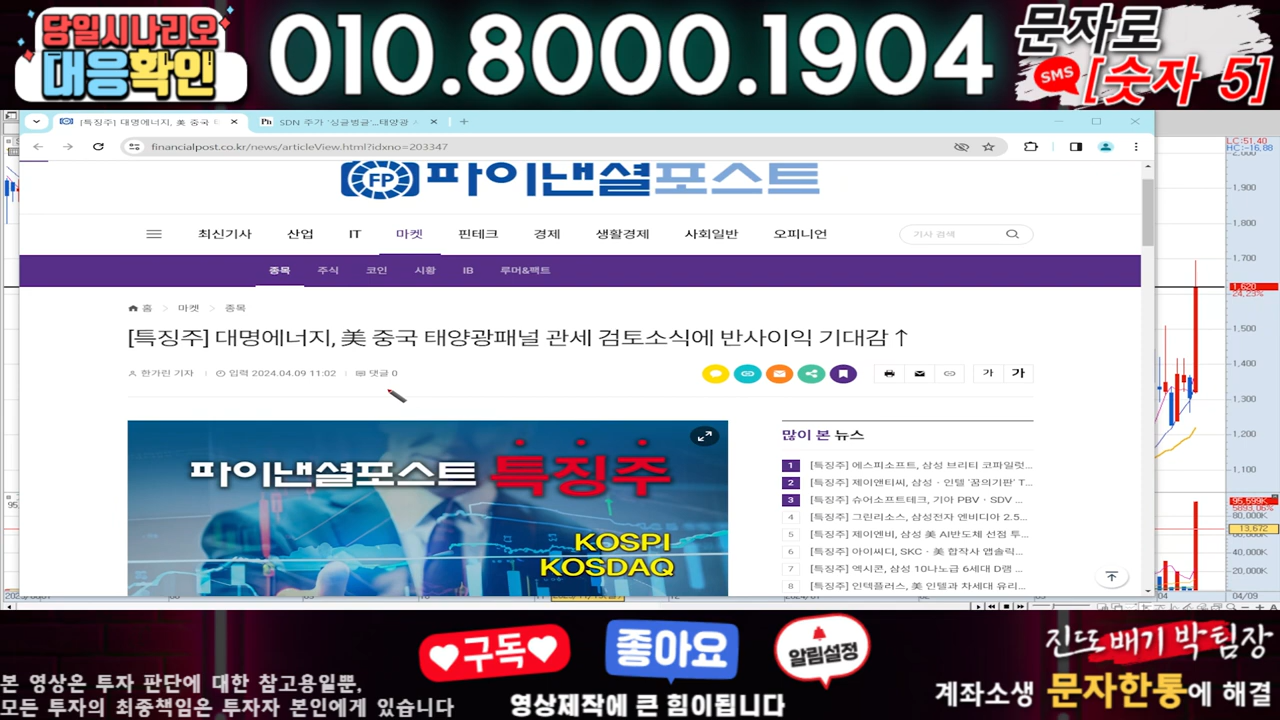 당일시나리오
대응확인
010.8000.1904
문자로
SMS
[숫자 5]
[특징주] 대명에너지, 美 중국 태
SDN 주가 '싱글벙글'...태양광
financialpost.co.kr/news/articleView.html?idxno=203347
FP 파이낸셜포스트
최신기사 산업 IT 마켓 핀테크 경제 생활경제 사회일반 오피니언
기사 검색
종목 주식 코인 시황 IB 루머&팩트
홈 > 마켓 > 종목
[특징주] 대명에너지, 美 중국 태양광패널 관세 검토소식에 반사이익 기대감↑
한가린 기자 입력 2024.04.09 11:02 댓글 0
가 가
파이낸셜포스트 특징주
KOSPI
KOSDAQ
많이 본 뉴스
1 [특징주] 에스피소프트, 삼성 브리티 코파일럿...
2 [특징주] 제이앤티씨, 삼성·인텔 '꿈의기판' T...
3 [특징주] 슈어소프트테크, 기아 PBV·SDV ...
4 [특징주] 그린리소스, 삼성전자 엔비디아 2.5...
5 [특징주] 제이엔비, 삼성 美 AI반도체 선점 투...
6 [특징주] 아이씨디, SKC·美 합작사 앱솔릭...
7 [특징주] 엑시콘, 삼성 10나노급 6세대 D램 ...
8 [특징주] 인텍플러스, 美 인텔과 차세대 유리...
LC:51.40
HC:-16.88
2,000
1,900
1,800
1,700
1,620
24.23%
1,500
1,400
1,300
1,200
1,100
95,599K
5893.06%
80,000K
13,672
40,000K
20,000K
04/09
구독
좋아요
알림설정
영상제작에 큰 힘이됩니다
본 영상은 투자 판단에 대한 참고용일뿐,
모든 투자의 최종책임은 투자자 본인에게 있습니다
진또배기 박팀장
계좌소생 문자한통에 해결